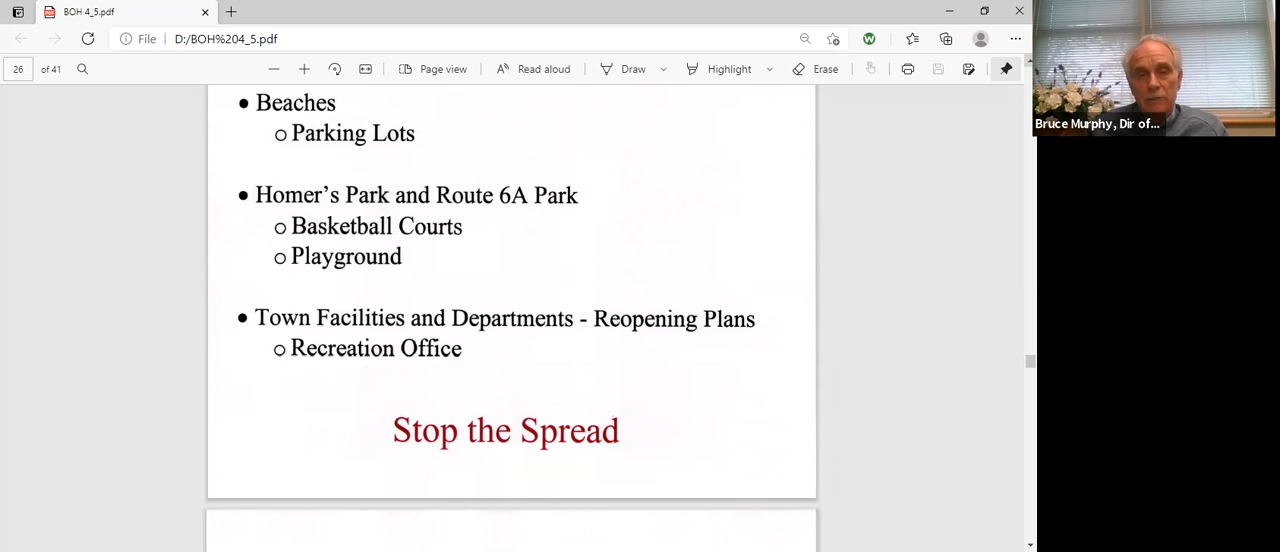 BOH 4_5.pdf
File
D:/BOH%204_5.pdf
26 of 41
Page view
Read aloud
Draw
Highlight
Erase
Beaches
Parking Lots
Homer's Park and Route 6A Park
Basketball Courts
Playground
Town Facilities and Departments - Reopening Plans
Recreation Office
Stop the Spread
Bruce Murphy, Dir of...